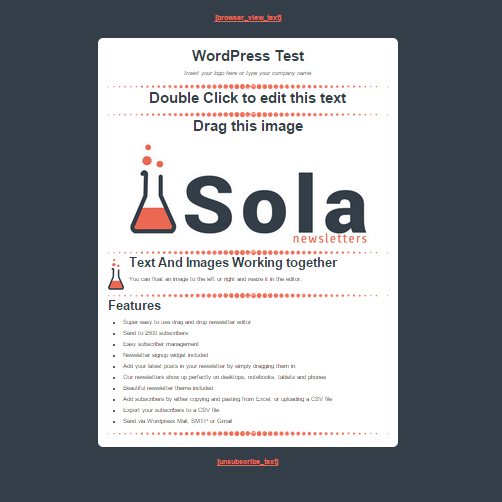 [browser_view_text]
WordPress Test
Insert your logo here or type your company name
Double Click to edit this text
Drag this image
Sola
newsletters
Text And Images Working together
You can float an image to the left or right and resize it in the editor.
Features
Super easy to use drag and drop newsletter editor
Send to 2500 subscribers
Easy subscriber management
Newsletter signup widget included
Add your latest posts in your newsletter by simply dragging them in
Our newsletters show up perfectly on desktops, notebooks, tablets and phones
Beautiful newsletter theme included
Add subscribers by either copying and pasting from Excel, or uploading a CSV file
Export your subscribers to a CSV file
Send via Wordpress Mail, SMTP or Gmail
[unsubscribe_text]